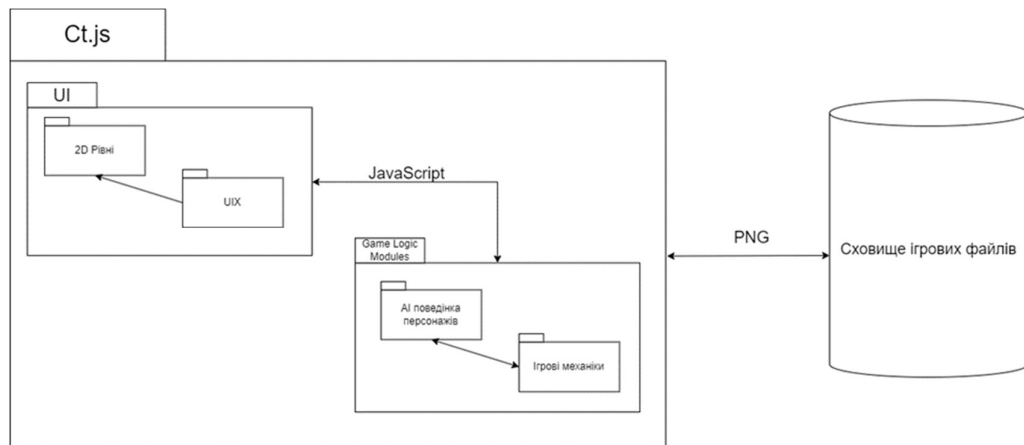 Ct.js
UI
2D Рівні
UIX
JavaScript
Game Logic
Modules
AI поведінка
персонажів
Ігрові механіки
PNG
Сховище ігрових файлів